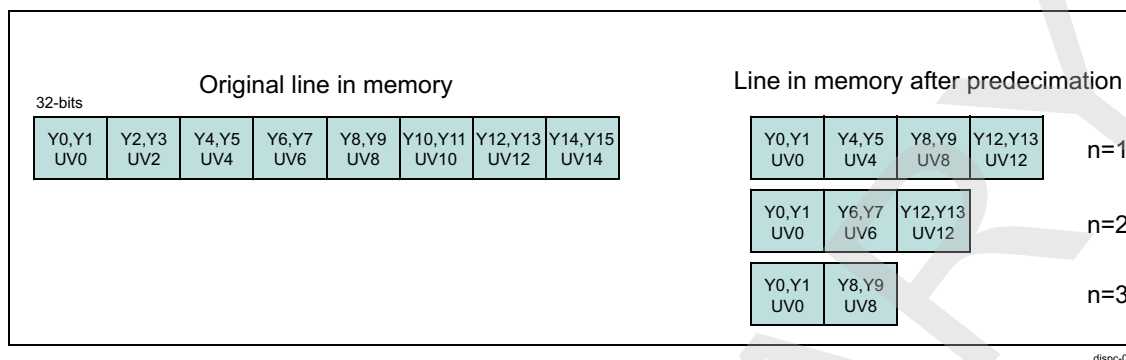 Original line in memory
Line in memory after predecimation
32-bits
Y0,Y1 Y2,Y3 Y4,Y5 Y6,Y7 Y8,Y9 Y10,Y11 Y12,Y13 Y14,Y15
UV0 UV2 UV4 UV6 UV8 UV10 UV12 UV14
Y0,Y1 Y4,Y5 Y8,Y9 Y12,Y13
UV0 UV4 UV8 UV12
n=1
Y0,Y1 Y6,Y7 Y12,Y13
UV0 UV6 UV12
n=2
Y0,Y1 Y8,Y9
UV0 UV8
n=3